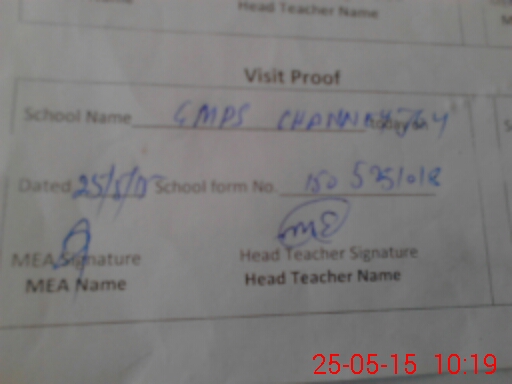 Head Teacher Name
Visit Proof
School Name GMPS
Dated 25/5/15 School form No.
MEA Signature Head Teacher Signature
MEA Name Head Teacher Name
25-05-15 10:19